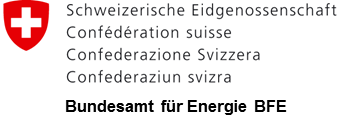 Schweizerische Eidgenossenschaft
Confédération suisse
Confederazione Svizzera
Confederaziun svizra
Bundesamt für Energie BFE